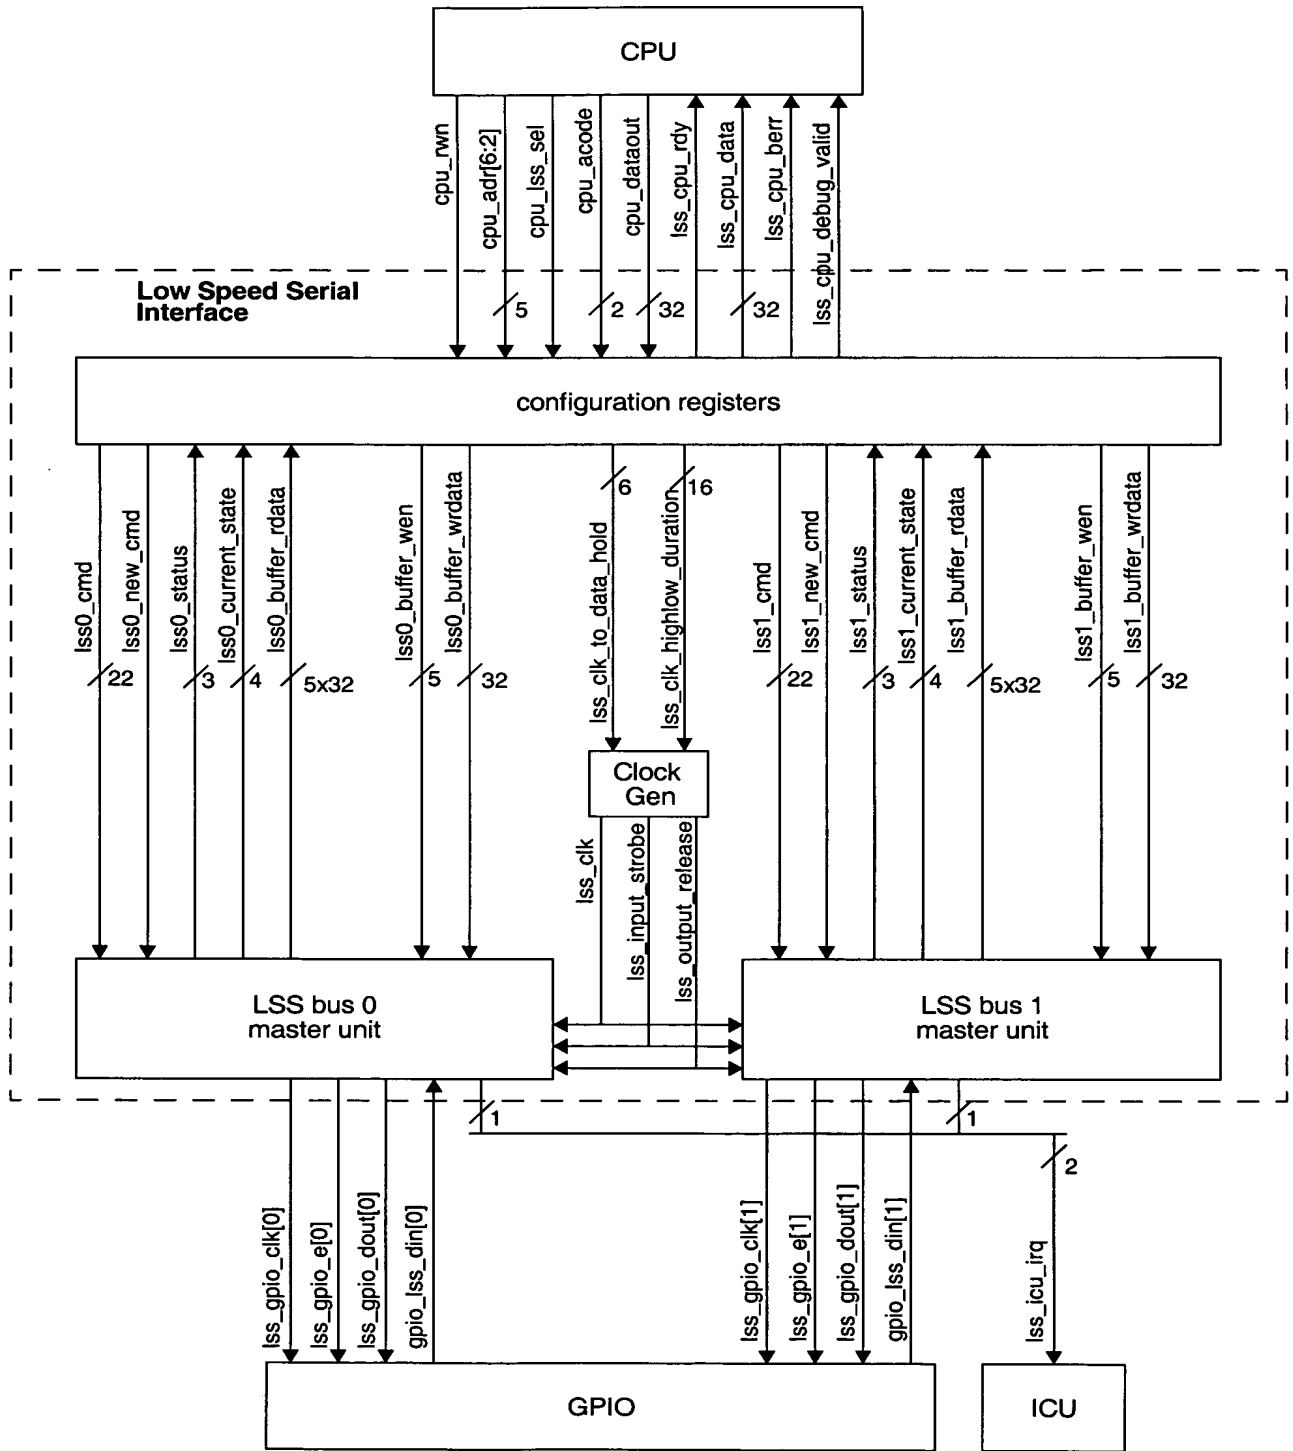 CPU
cpu_rwn
cpu_adr[6:2]
cpu_lss_sel
cpu_acode
cpu_dataout
lss_cpu_rdy
lss_cpu_data
lss_cpu_berr
lss_cpu_debug_valid
Low Speed Serial
Interface
5
2
32
32
configuration registers
lss0_cmd
lss0_new_cmd
lss0_status
lss0_current_state
lss0_buffer_rdata
lss0_buffer_wen
lss0_buffer_wrdata
lss_clk_to_data_hold
lss_clk_highlow_duration
lss1_cmd
lss1_new_cmd
lss1_status
lss1_current_state
lss1_buffer_rdata
lss1_buffer_wen
lss1_buffer_wrdata
6
16
22
3
4
5x32
5
32
22
3
4
5x32
5
32
Clock
Gen
lss_clk
lss_input_strobe
lss_output_release
LSS bus 0
master unit
LSS bus 1
master unit
1
1
2
lss_gpio_clk[0]
lss_gpio_e[0]
lss_gpio_dout[0]
gpio_lss_din[0]
lss_gpio_clk[1]
lss_gpio_e[1]
lss_gpio_dout[1]
gpio_lss_din[1]
lss_icu_irq
GPIO
ICU